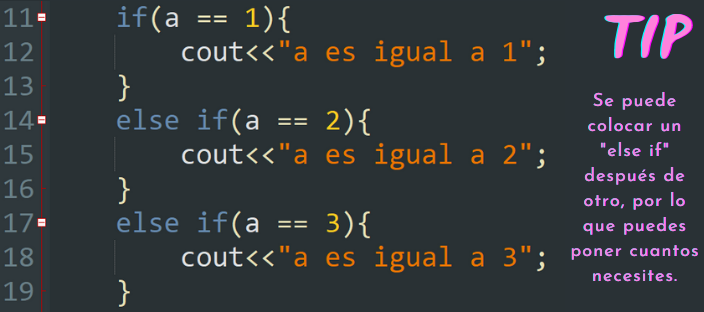 11 if(a == 1){
12 cout<<"a es igual a 1";
13 }
14 else if(a == 2){
15 cout<<"a es igual a 2";
16 }
17 else if(a == 3){
18 cout<<"a es igual a 3";
19 }
TIP
Se puede
colocar un
"else if"
después de
otro, por lo
que puedes
poner cuantos
necesites.